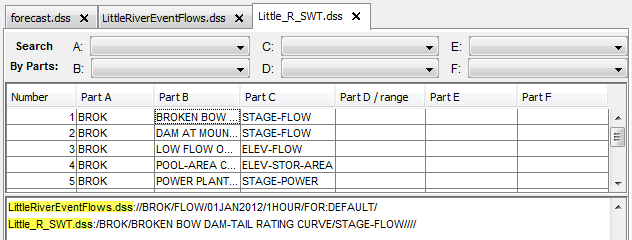 forecast.dss LittleRiverEventFlows.dss Little_R_SWT.dss
Search A: C: E:
By Parts: B: D: F:
Number Part A Part B Part C Part D / range Part E Part F
1 BROK BROKEN BOW ... STAGE-FLOW
2 BROK DAM AT MOUN... STAGE-FLOW
3 BROK LOW FLOW O... ELEV-FLOW
4 BROK POOL-AREA C... ELEV-STOR-AREA
5 BROK POWER PLANT... STAGE-POWER
LittleRiverEventFlows.dss://BROK/FLOW/01JAN2012/1HOUR/FOR:DEFAULT/
Little_R_SWT.dss:/BROK/BROKEN BOW DAM-TAIL RATING CURVE/STAGE-FLOW////